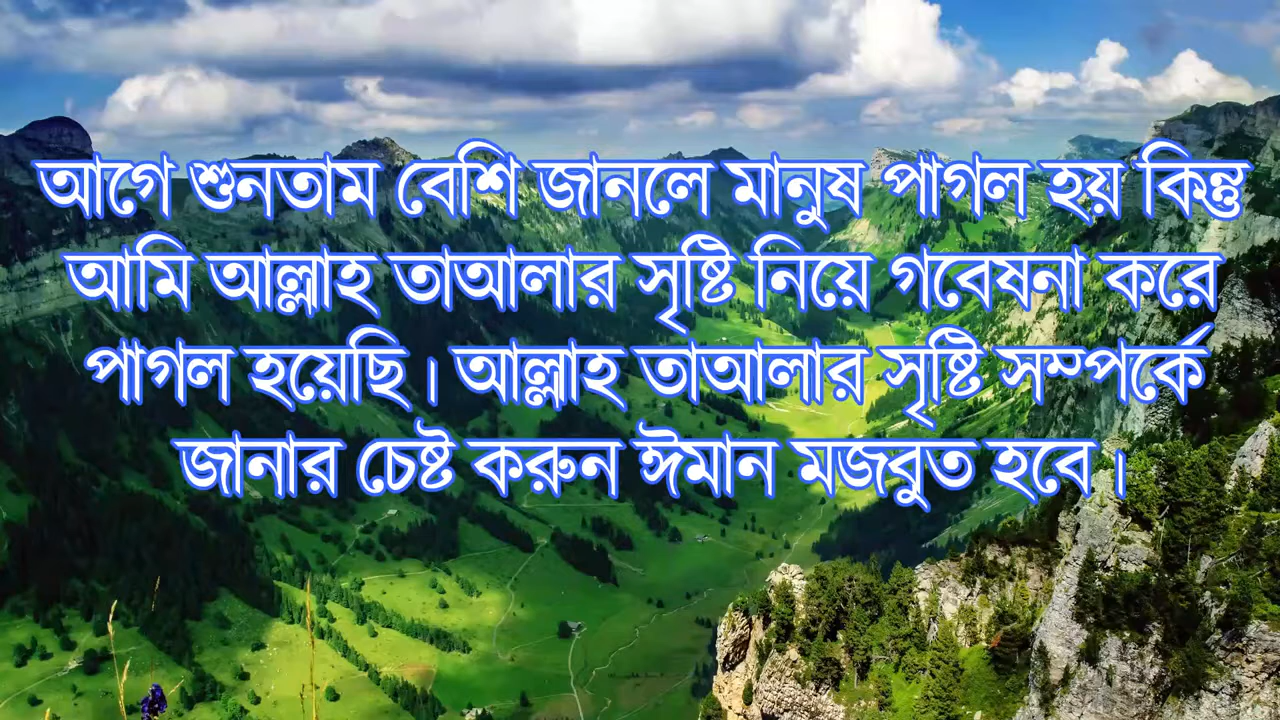 আগে শুনতাম বেশি জানলে মানুষ পাগল হয় কিন্তু
আমি আল্লাহ তাআলার সৃষ্টি নিয়ে গবেষনা করে
পাগল হয়েছি। আল্লাহ তাআলার সৃষ্টি সম্পর্কে
জানার চেষ্ট করুন ঈমান মজবুত হবে।